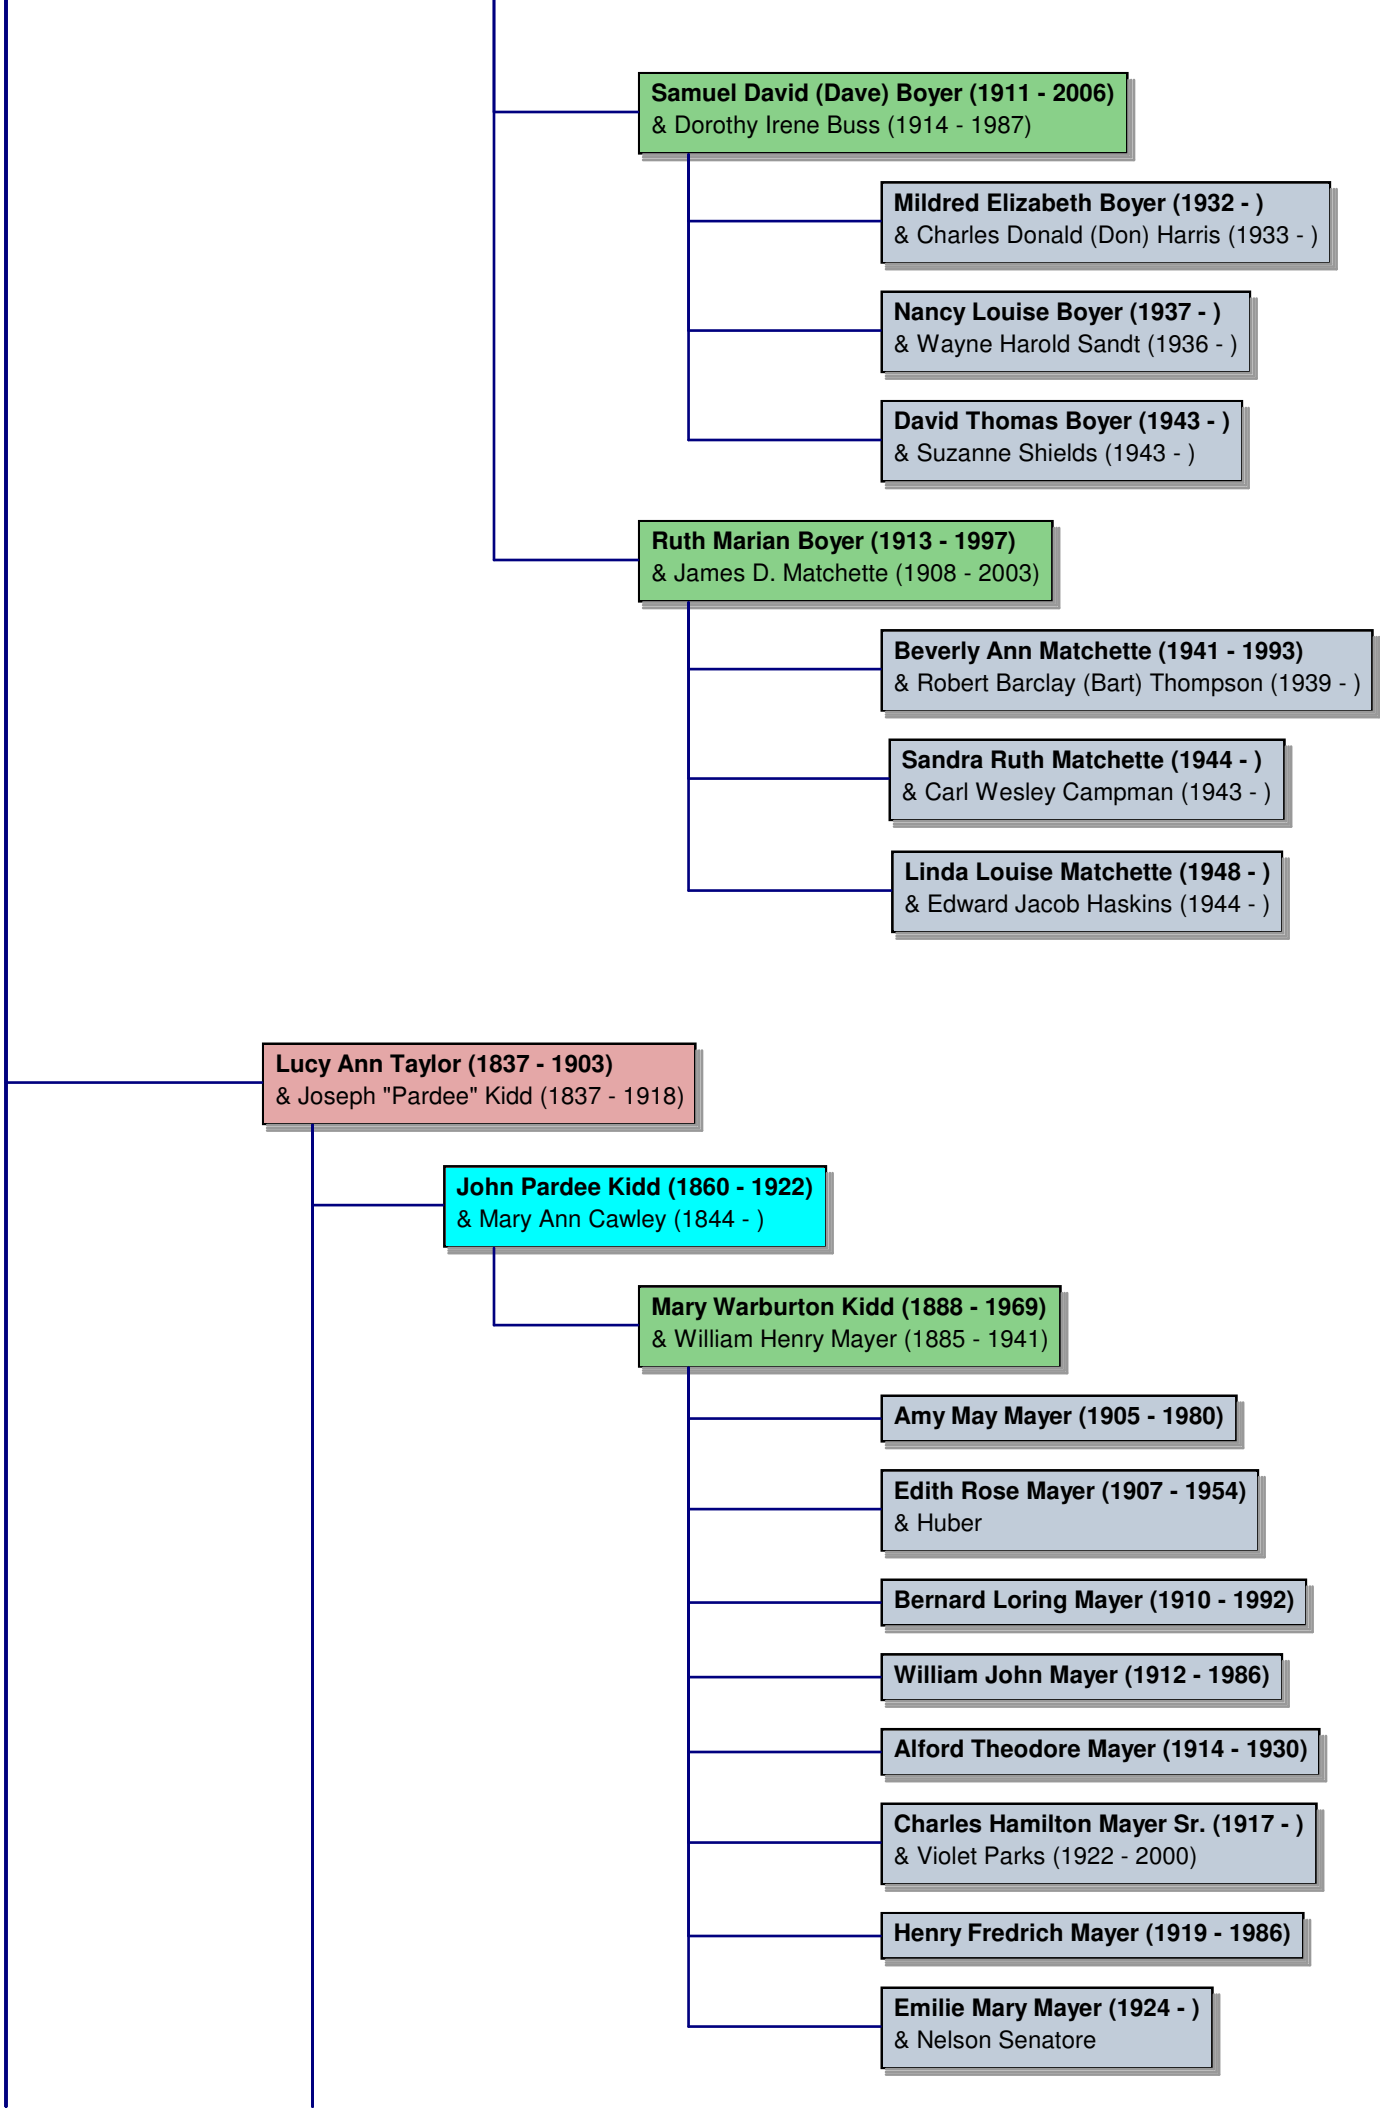 Samuel David (Dave) Boyer (1911 - 2006)
& Dorothy Irene Buss (1914 - 1987)
Mildred Elizabeth Boyer (1932 - )
& Charles Donald (Don) Harris (1933 - )
Nancy Louise Boyer (1937 - )
& Wayne Harold Sandt (1936 - )
David Thomas Boyer (1943 - )
& Suzanne Shields (1943 - )
Ruth Marian Boyer (1913 - 1997)
& James D. Matchette (1908 - 2003)
Beverly Ann Matchette (1941 - 1993)
& Robert Barclay (Bart) Thompson (1939 - )
Sandra Ruth Matchette (1944 - )
& Carl Wesley Campman (1943 - )
Linda Louise Matchette (1948 - )
& Edward Jacob Haskins (1944 - )
Lucy Ann Taylor (1837 - 1903)
& Joseph "Pardee" Kidd (1837 - 1918)
John Pardee Kidd (1860 - 1922)
& Mary Ann Cawley (1844 - )
Mary Warburton Kidd (1888 - 1969)
& William Henry Mayer (1885 - 1941)
Amy May Mayer (1905 - 1980)
Edith Rose Mayer (1907 - 1954)
& Huber
Bernard Loring Mayer (1910 - 1992)
William John Mayer (1912 - 1986)
Alford Theodore Mayer (1914 - 1930)
Charles Hamilton Mayer Sr. (1917 - )
& Violet Parks (1922 - 2000)
Henry Fredrich Mayer (1919 - 1986)
Emilie Mary Mayer (1924 - )
& Nelson Senatore